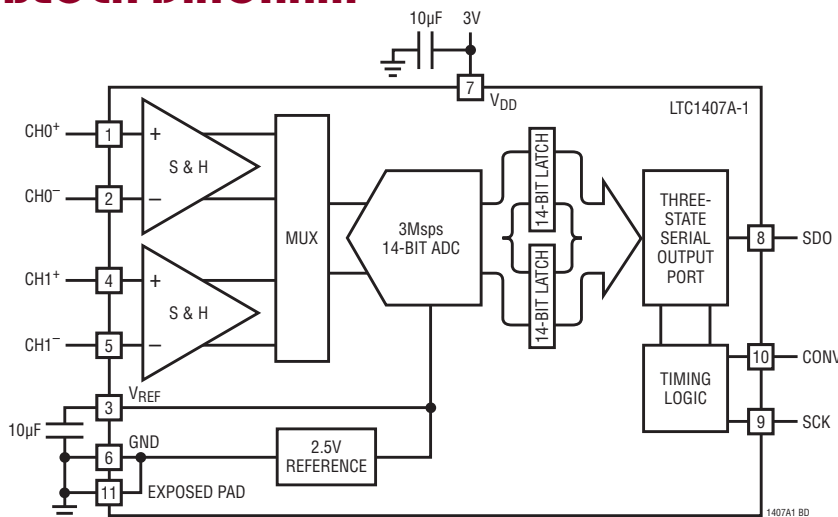 BLOCK DIAGRAM
10µF 3V
7
VDD
LTC1407A-1
CH0+
1
+
S & H
CH0–
2
–
MUX
3Msps
14-BIT ADC
14-BIT LATCH
14-BIT LATCH
THREE-
STATE
SERIAL
OUTPUT
PORT
8
SDO
CH1+
4
+
S & H
CH1–
5
–
TIMING
LOGIC
10
CONV
9
SCK
3
VREF
10µF
6
GND
2.5V
REFERENCE
11
EXPOSED PAD
1407A1 BD